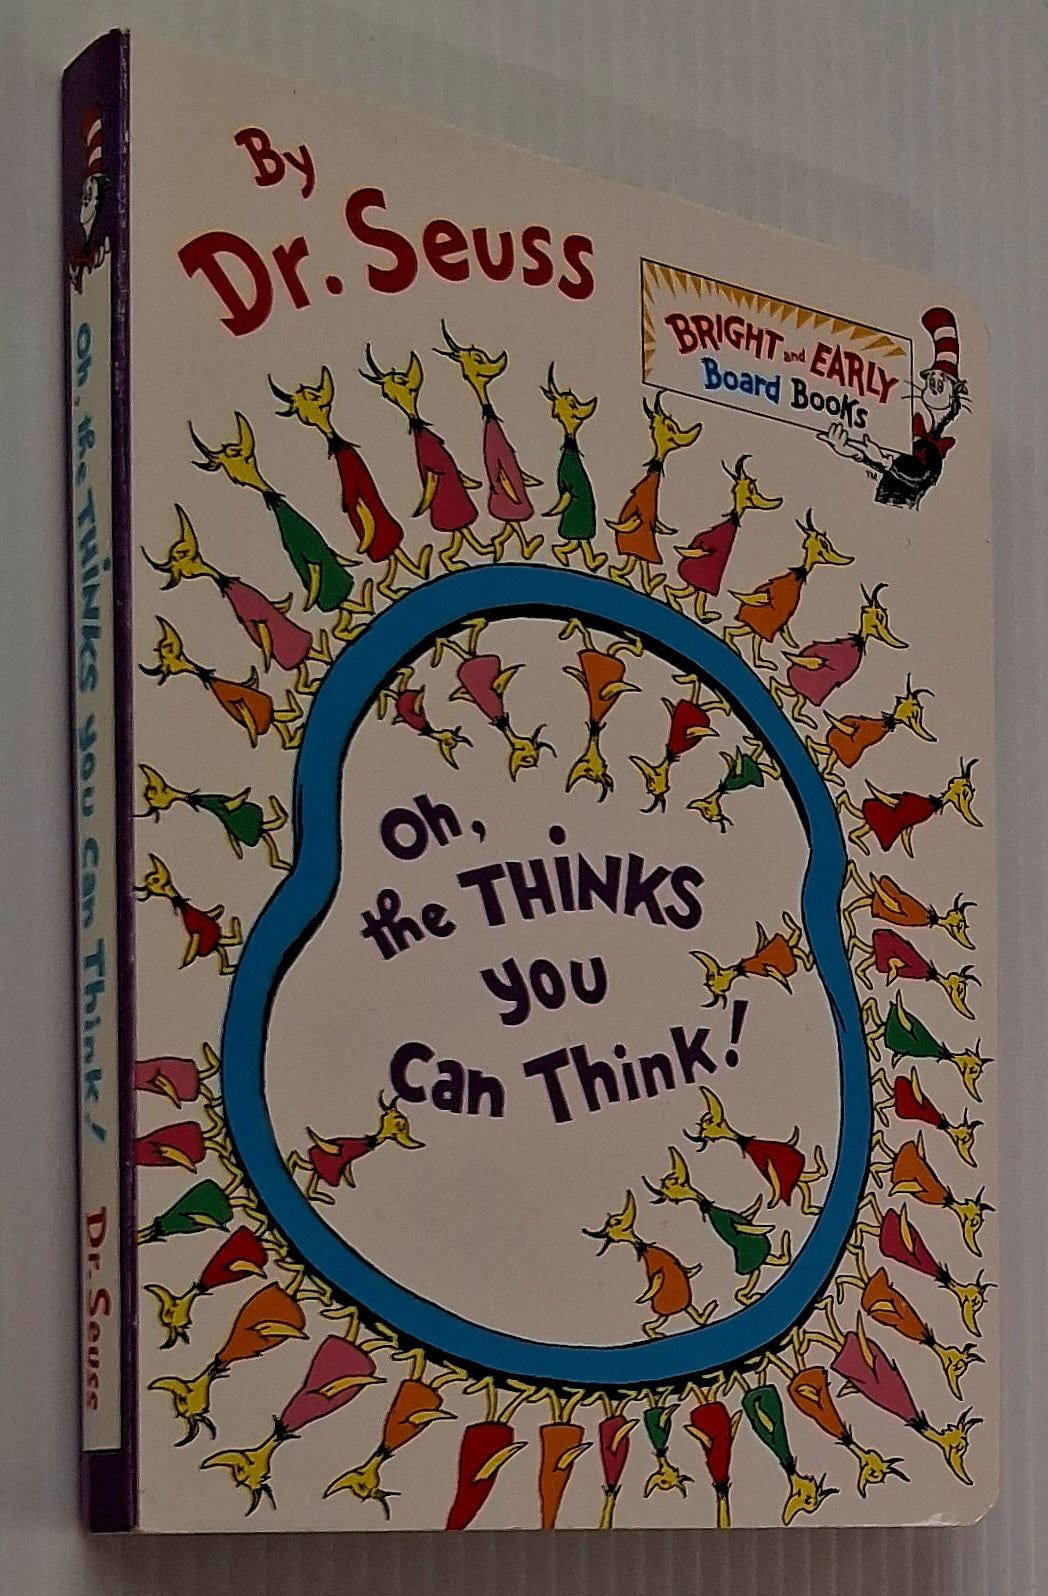 By
Dr. Seuss
BRIGHT and EARLY
Board Books
TM
Oh,
the THINKS
you
Can Think!
Oh, the THINKS you Can Think! Dr. Seuss